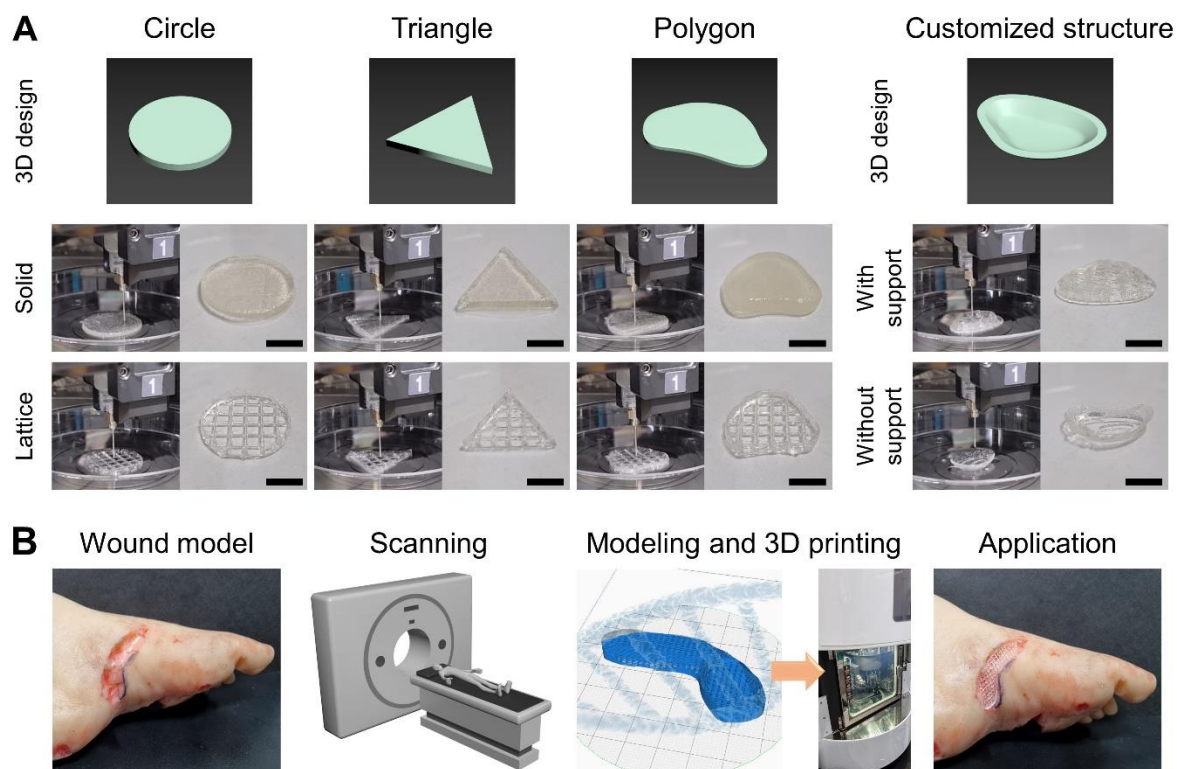 A
Circle
Triangle
Polygon
Customized structure
3D design
3D design
Solid
1
1
1
With
support
1
Lattice
1
1
1
Without
support
1
B
Wound model
Scanning
Modeling and 3D printing
Application